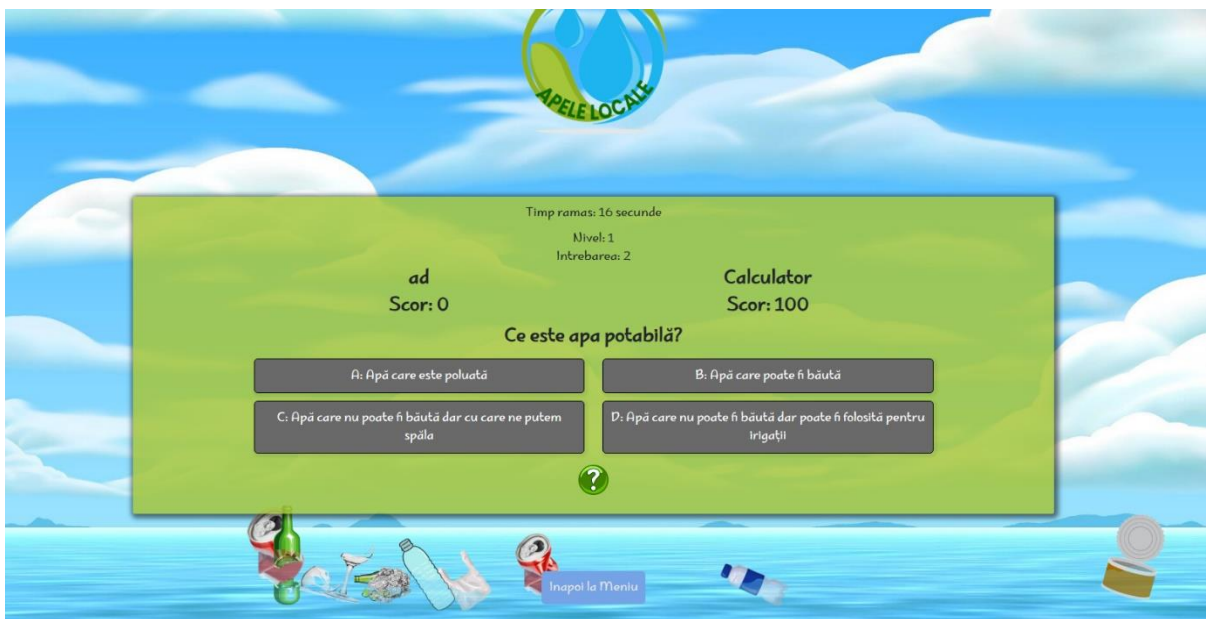 APELE LOCALE
Timp ramas: 16 secunde
Nivel: 1
Intrebarea: 2
ad
Scor: 0
Calculator
Scor: 100
Ce este apa potabilă?
A: Apă care este poluată
B: Apă care poate fi băută
C: Apă care nu poate fi băută dar cu care ne putem
spăla
D: Apă care nu poate fi băută dar poate fi folosită pentru
irigații
?
Inapoi la Meniu